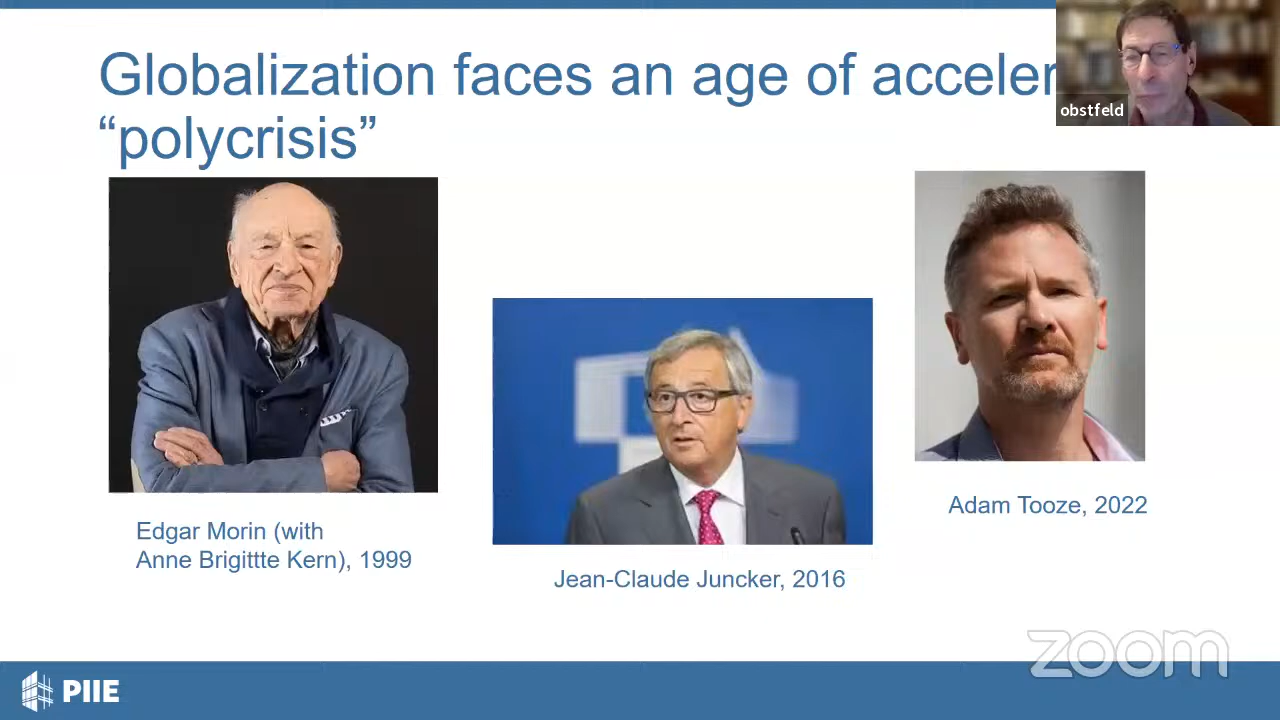 Globalization faces an age of acceler
“polycrisis”
obstfeld
Edgar Morin (with
Anne Brigittte Kern), 1999
Jean-Claude Juncker, 2016
Adam Tooze, 2022
zoom
PIIE